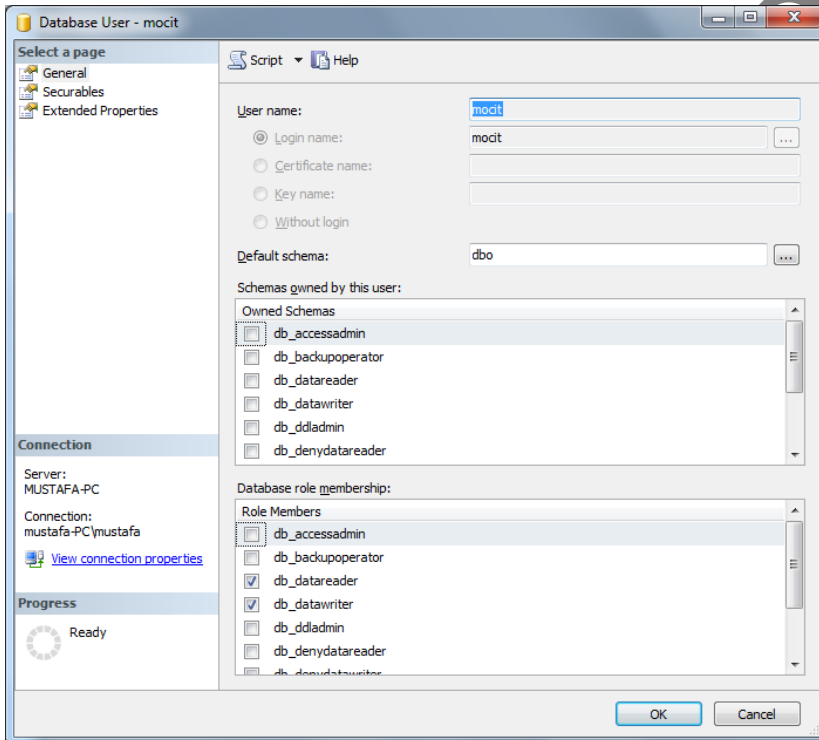 Database User - mocit
Select a page
General
Securables
Extended Properties
Script Help
User name: mocit
Login name: mocit ...
Certificate name:
Key name:
Without login
Default schema: dbo ...
Schemas owned by this user:
Owned Schemas
db_accessadmin
db_backupoperator
db_datareader
db_datawriter
db_ddladmin
db_denydatareader
Database role membership:
Role Members
db_accessadmin
db_backupoperator
db_datareader
db_datawriter
db_ddladmin
db_denydatareader
db_denydatawriter
Connection
Server:
MUSTAFA-PC
Connection:
mustafa-PC\mustafa
View connection properties
Progress
Ready
OK Cancel